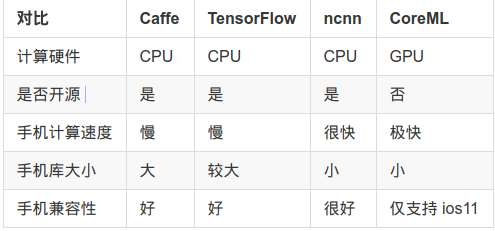 对比 Caffe TensorFlow ncnn CoreML
计算硬件 CPU CPU CPU GPU
是否开源 是 是 是 否
手机计算速度 慢 慢 很快 极快
手机库大小 大 较大 小 小
手机兼容性 好 好 很好 仅支持 ios11